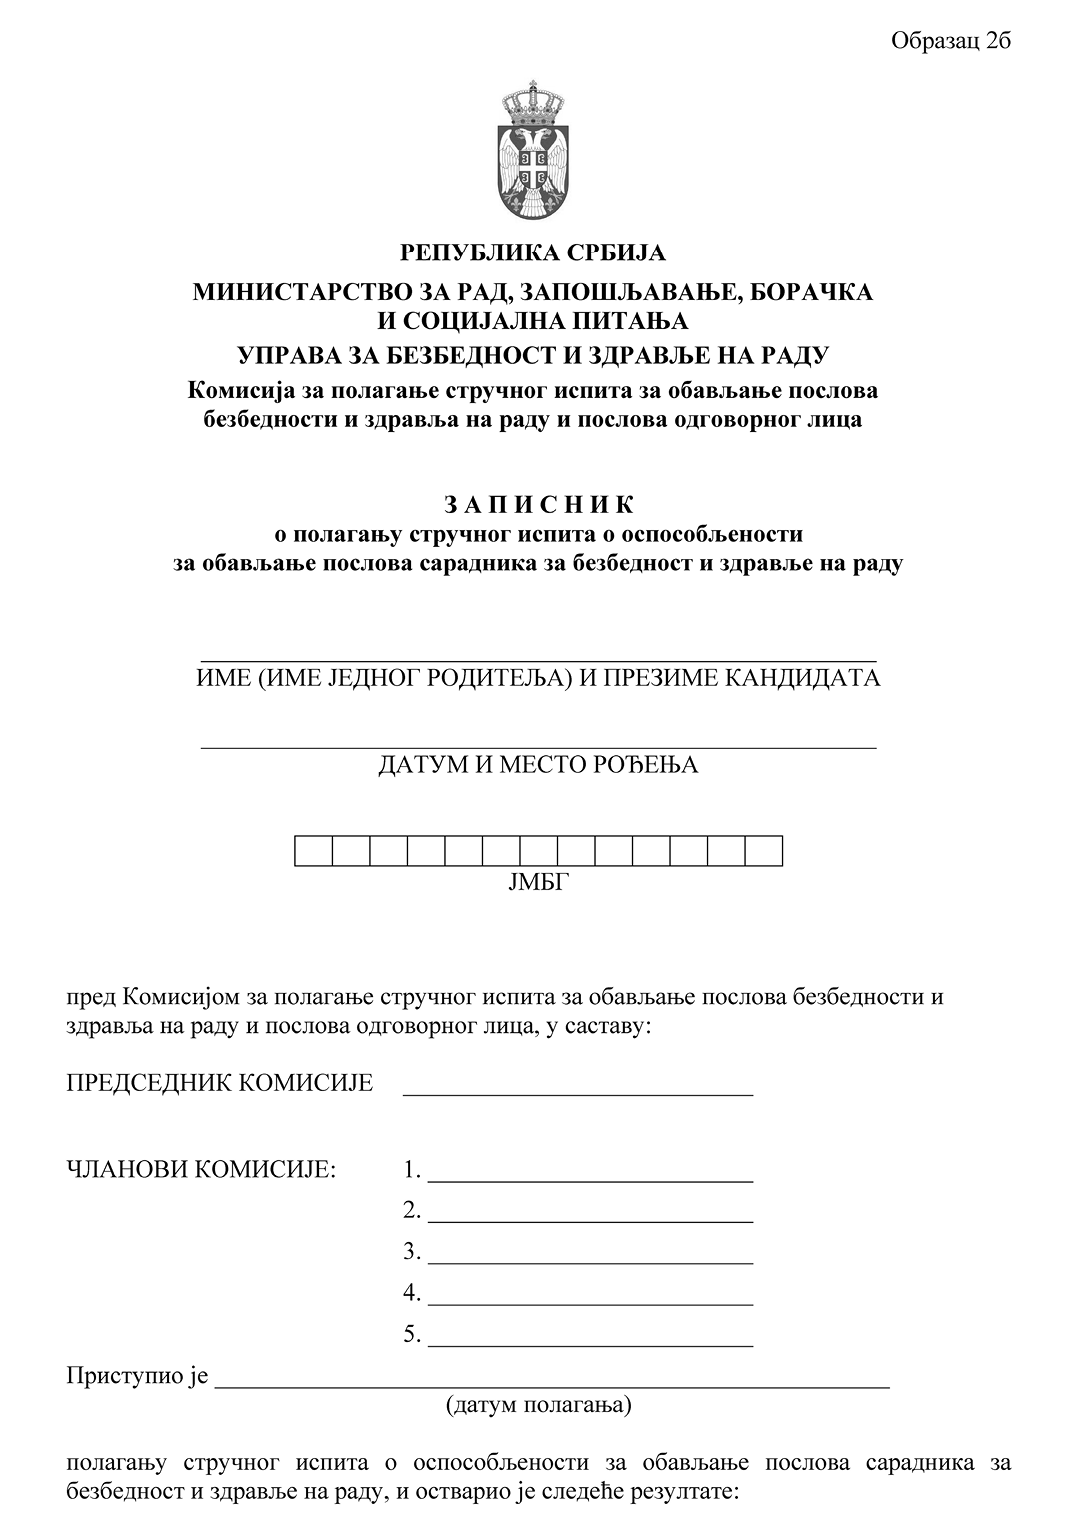 Образац 2б
РЕПУБЛИКА СРБИЈА
МИНИСТАРСТВО ЗА РАД, ЗАПОШЉАВАЊЕ, БОРАЧКА
И СОЦИЈАЛНА ПИТАЊА
УПРАВА ЗА БЕЗБЕДНОСТ И ЗДРАВЉЕ НА РАДУ
Комисија за полагање стручног испита за обављање послова
безбедности и здравља на раду и послова одговорног лица
З А П И С Н И К
о полагању стручног испита о оспособљености
за обављање послова сарадника за безбедност и здравље на раду
ИМЕ (ИМЕ ЈЕДНОГ РОДИТЕЉА) И ПРЕЗИМЕ КАНДИДАТА
ДАТУМ И МЕСТО РОЂЕЊА
ЈМБГ
пред Комисијом за полагање стручног испита за обављање послова безбедности и
здравља на раду и послова одговорног лица, у саставу:
ПРЕДСЕДНИК КОМИСИЈЕ
ЧЛАНОВИ КОМИСИЈЕ: 1.
2.
3.
4.
5.
Приступио је
(датум полагања)
полагању стручног испита о оспособљености за обављање послова сарадника за
безбедност и здравље на раду, и остварио је следеће резултате: